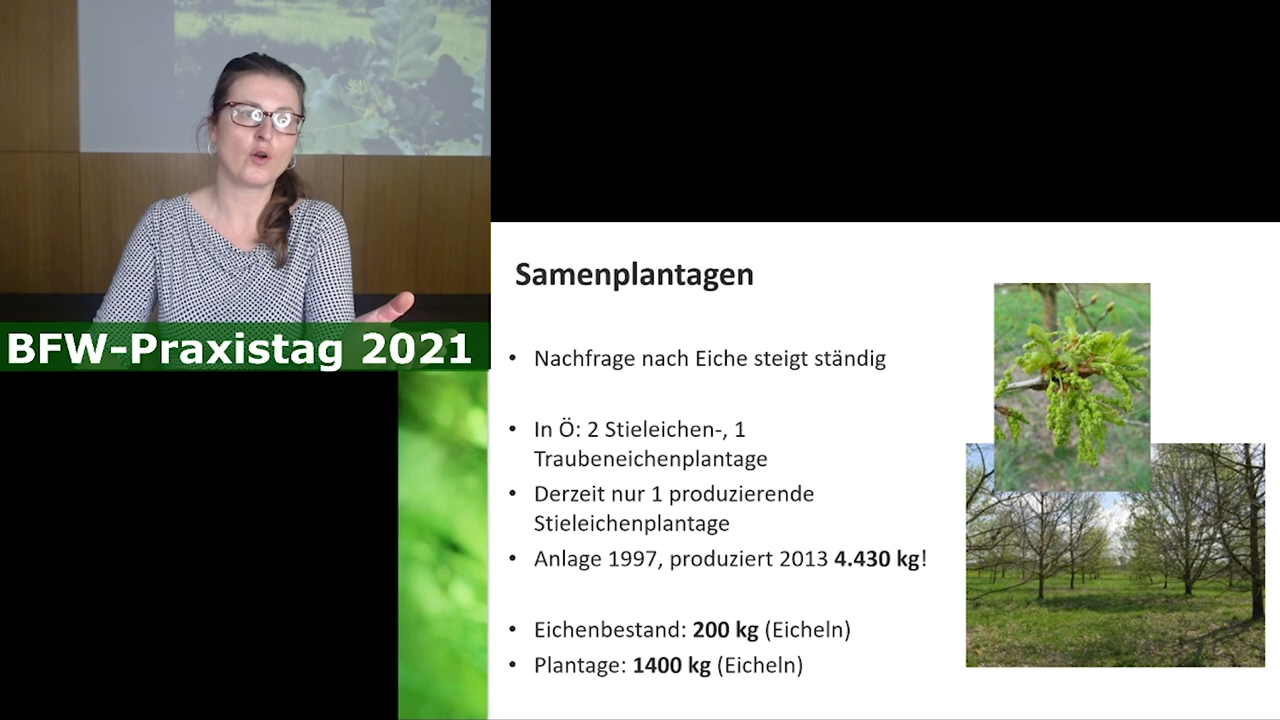 BFW-Praxistag 2021
Samenplantagen
• Nachfrage nach Eiche steigt ständig
• In Ö: 2 Stieleichen-, 1
Traubeneichenplantage
• Derzeit nur 1 produzierende
Stieleichenplantage
• Anlage 1997, produziert 2013 4.430 kg!
• Eichenbestand: 200 kg (Eicheln)
• Plantage: 1400 kg (Eicheln)